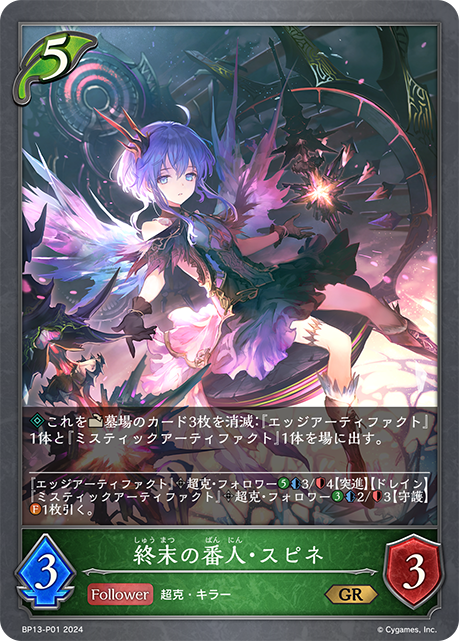 5
これを墓場のカード3枚を消滅:『エッジアーティファクト』
1体と『ミスティックアーティファクト』1体を場に出す。
『エッジアーティファクト』超克・フォロワー5 3/4【突進】【ドレイン】
『ミスティックアーティファクト』超克・フォロワー3 2/3【守護】
F 1枚引く。
しゅうまつ ばんにん
終末の番人・スピネ
3
Follower 超克・キラー
GR
3
BP13-P01 2024
© Cygames, Inc.